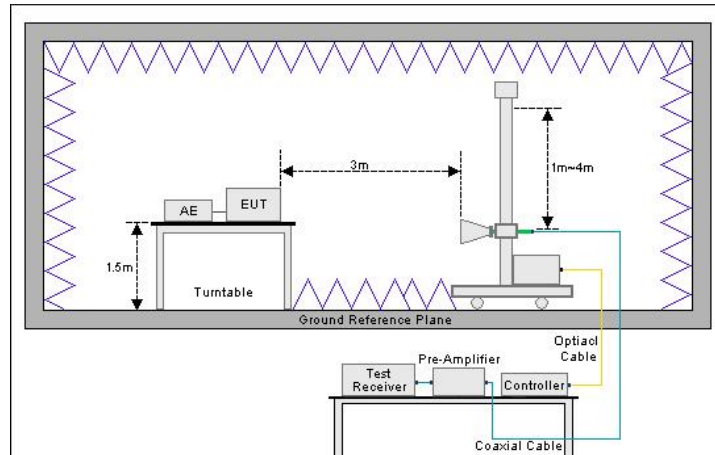 3m
1m~4m
AE
EUT
1.5m
Turntable
Ground Reference Plane
Optiacl
Cable
Pre-Amplifier
Test
Receiver
Controller
Coaxial Cable